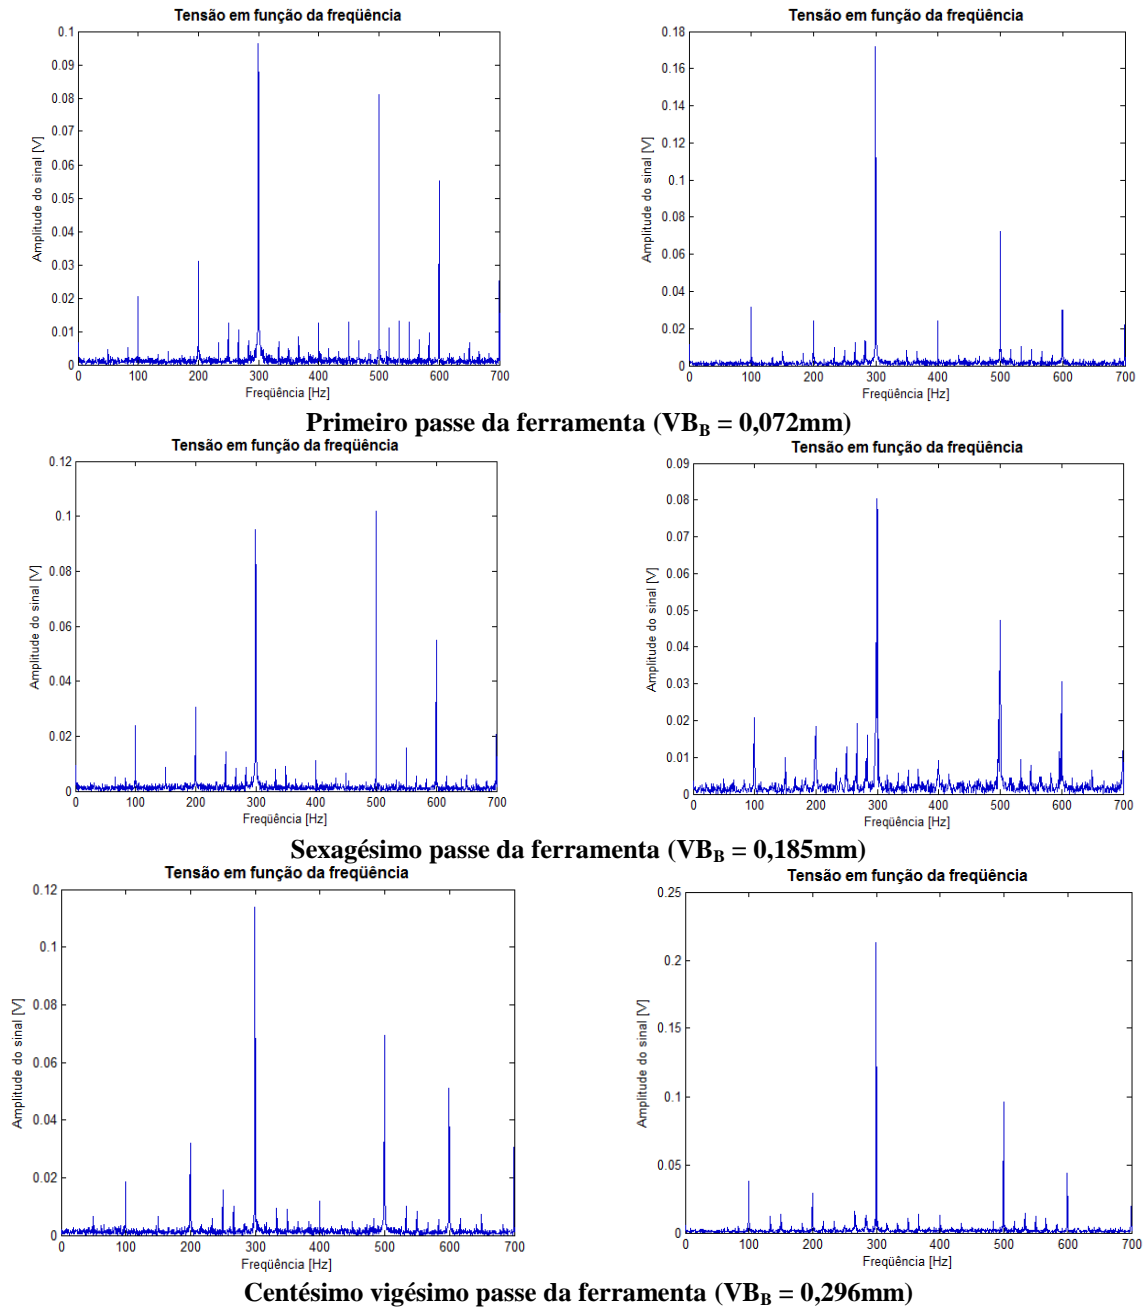 Tensão em função da freqüência
0.1
0.09
0.08
0.07
0.06
0.05
0.04
0.03
0.02
0.01
0
Amplitude do sinal [V]
0 100 200 300 400 500 600 700
Freqüência [Hz]
Tensão em função da freqüência
0.18
0.16
0.14
0.12
0.1
0.08
0.06
0.04
0.02
0
Amplitude do sinal [V]
0 100 200 300 400 500 600 700
Freqüência [Hz]
Primeiro passe da ferramenta (VB_B = 0,072mm)
Tensão em função da freqüência
0.12
0.1
0.08
0.06
0.04
0.02
0
Amplitude do sinal [V]
0 100 200 300 400 500 600 700
Freqüência [Hz]
Tensão em função da freqüência
0.09
0.08
0.07
0.06
0.05
0.04
0.03
0.02
0.01
0
Amplitude do sinal [V]
0 100 200 300 400 500 600 700
Freqüência [Hz]
Sexagésimo passe da ferramenta (VB_B = 0,185mm)
Tensão em função da freqüência
0.12
0.1
0.08
0.06
0.04
0.02
0
Amplitude do sinal [V]
0 100 200 300 400 500 600 700
Freqüência [Hz]
Tensão em função da freqüência
0.25
0.2
0.15
0.1
0.05
0
Amplitude do sinal [V]
0 100 200 300 400 500 600 700
Freqüência [Hz]
Centésimo vigésimo passe da ferramenta (VB_B = 0,296mm)